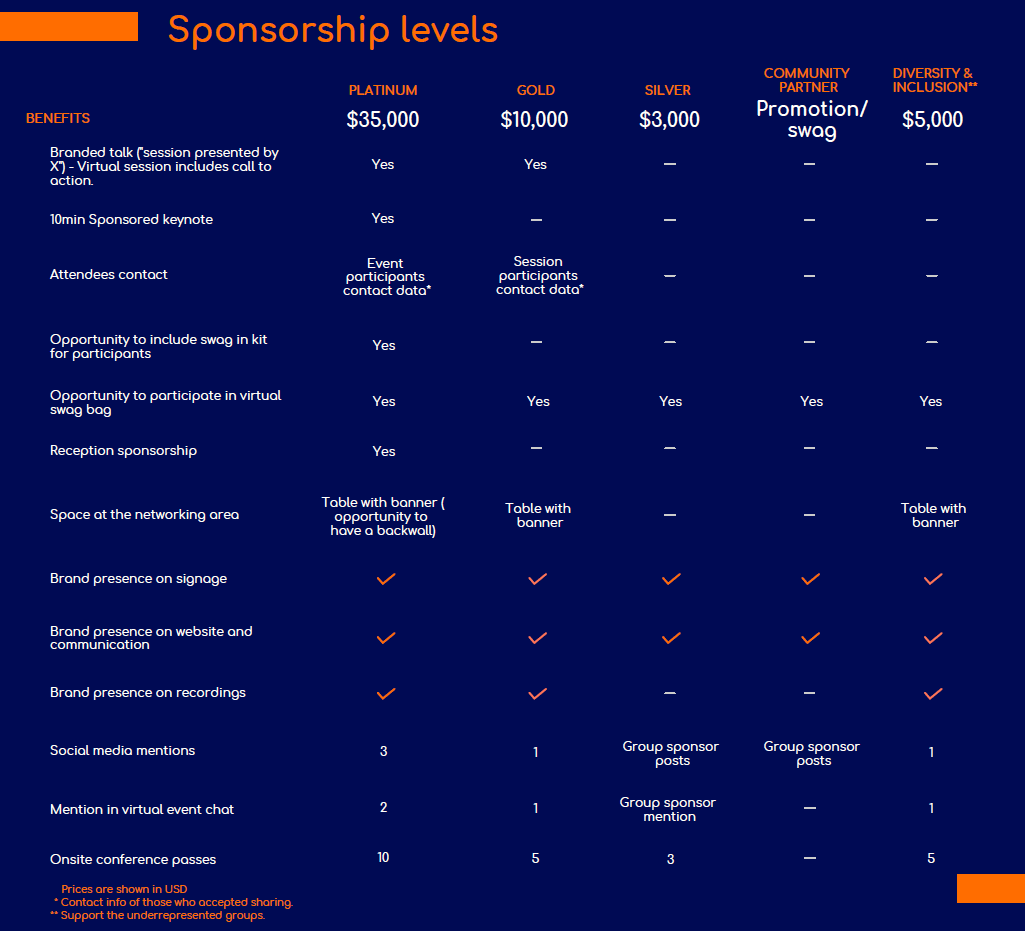 Sponsorship levels
BENEFITS
PLATINUM
$35,000
GOLD
$10,000
SILVER
$3,000
COMMUNITY
PARTNER
Promotion/
swag
DIVERSITY &
INCLUSION**
$5,000
Branded talk ("session presented by
X") - Virtual session includes call to
action.
Yes
Yes
—
—
—
10min Sponsored keynote
Yes
—
—
—
—
Attendees contact
Event
participants
contact data*
Session
participants
contact data*
—
—
—
Opportunity to include swag in kit
for participants
Yes
—
—
—
—
Opportunity to participate in virtual
swag bag
Yes
Yes
Yes
Yes
Yes
Reception sponsorship
Yes
—
—
—
—
Space at the networking area
Table with banner (
opportunity to
have a backwall)
Table with
banner
—
—
Table with
banner
Brand presence on signage
✓
✓
✓
✓
✓
Brand presence on website and
communication
✓
✓
✓
✓
✓
Brand presence on recordings
✓
✓
—
—
✓
Social media mentions
3
1
Group sponsor
posts
Group sponsor
posts
1
Mention in virtual event chat
2
1
Group sponsor
mention
—
1
Onsite conference passes
10
5
3
—
5
Prices are shown in USD
* Contact info of those who accepted sharing.
** Support the underrepresented groups.